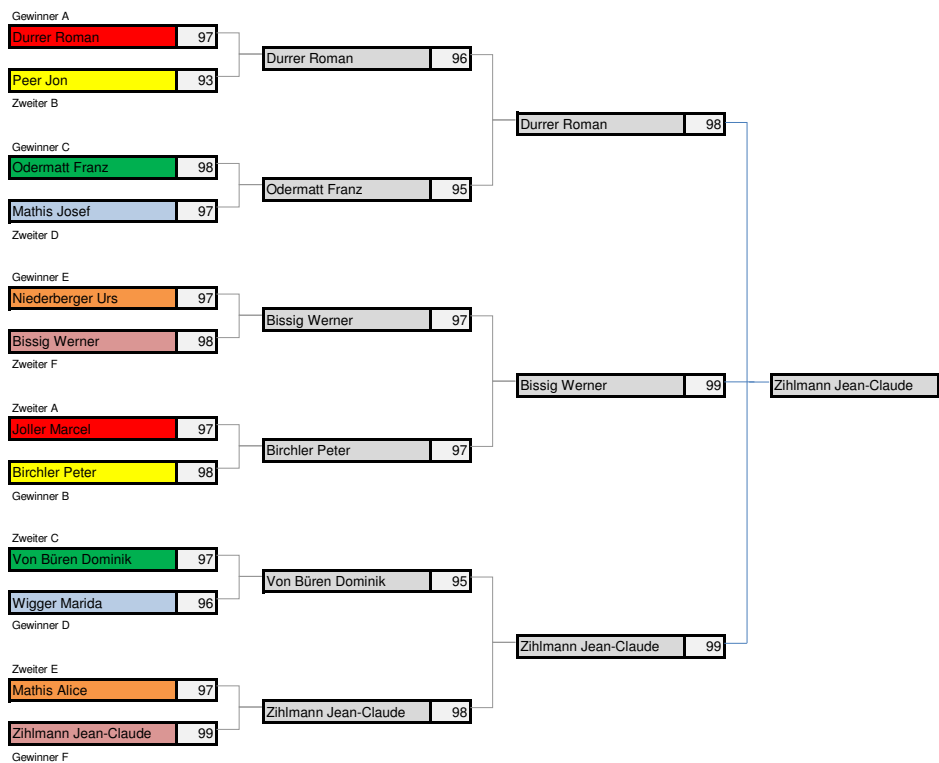 Gewinner A
Durrer Roman 97
Durrer Roman 96
Peer Jon 93
Zweiter B
Durrer Roman 98
Gewinner C
Odermatt Franz 98
Odermatt Franz 95
Mathis Josef 97
Zweiter D
Gewinner E
Niederberger Urs 97
Bissig Werner 97
Bissig Werner 98
Zweiter F
Bissig Werner 99
Zihlmann Jean-Claude
Zweiter A
Joller Marcel 97
Birchler Peter 97
Birchler Peter 98
Gewinner B
Zweiter C
Von Büren Dominik 97
Von Büren Dominik 95
Wigger Marida 96
Gewinner D
Zihlmann Jean-Claude 99
Zweiter E
Mathis Alice 97
Zihlmann Jean-Claude 98
Zihlmann Jean-Claude 99
Gewinner F